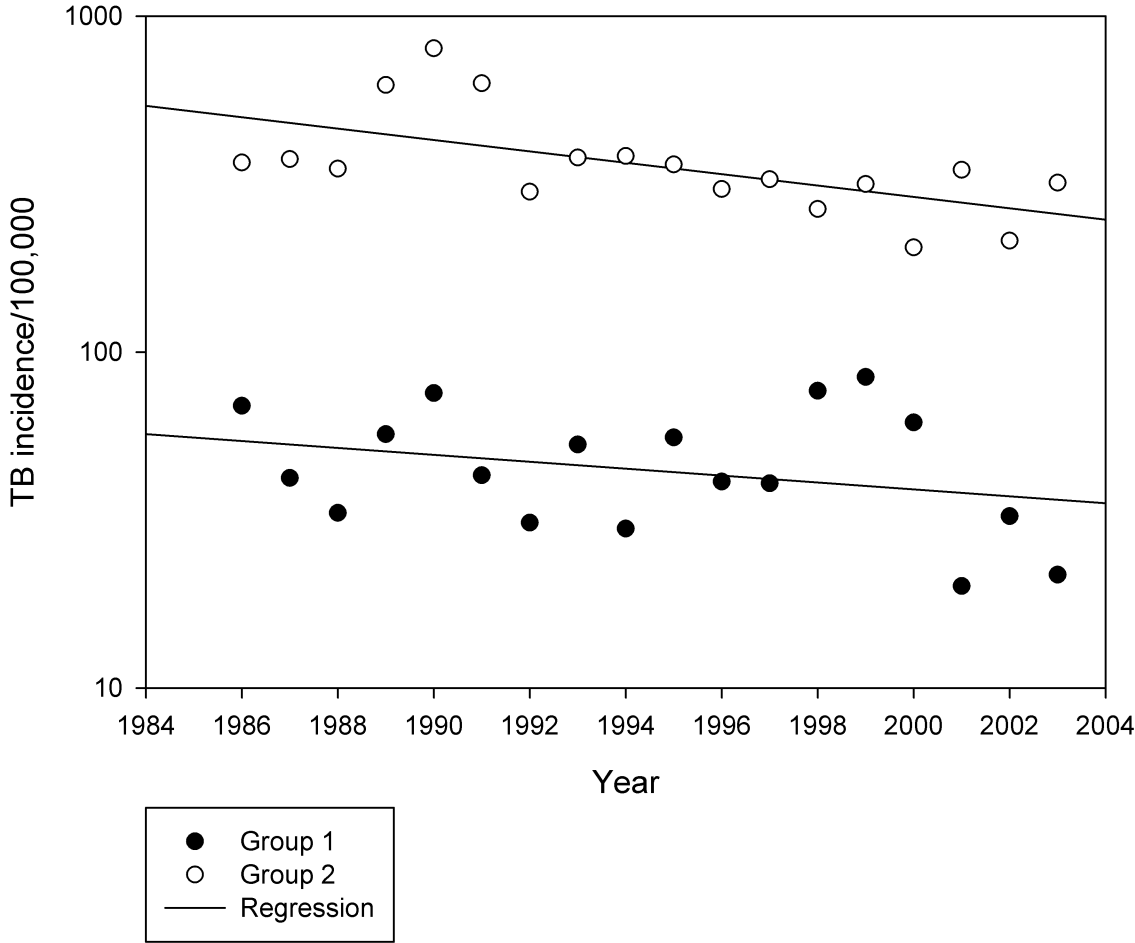 1000
100
10
TB incidence/100,000
1984 1986 1988 1990 1992 1994 1996 1998 2000 2002 2004
Year
Group 1
Group 2
Regression